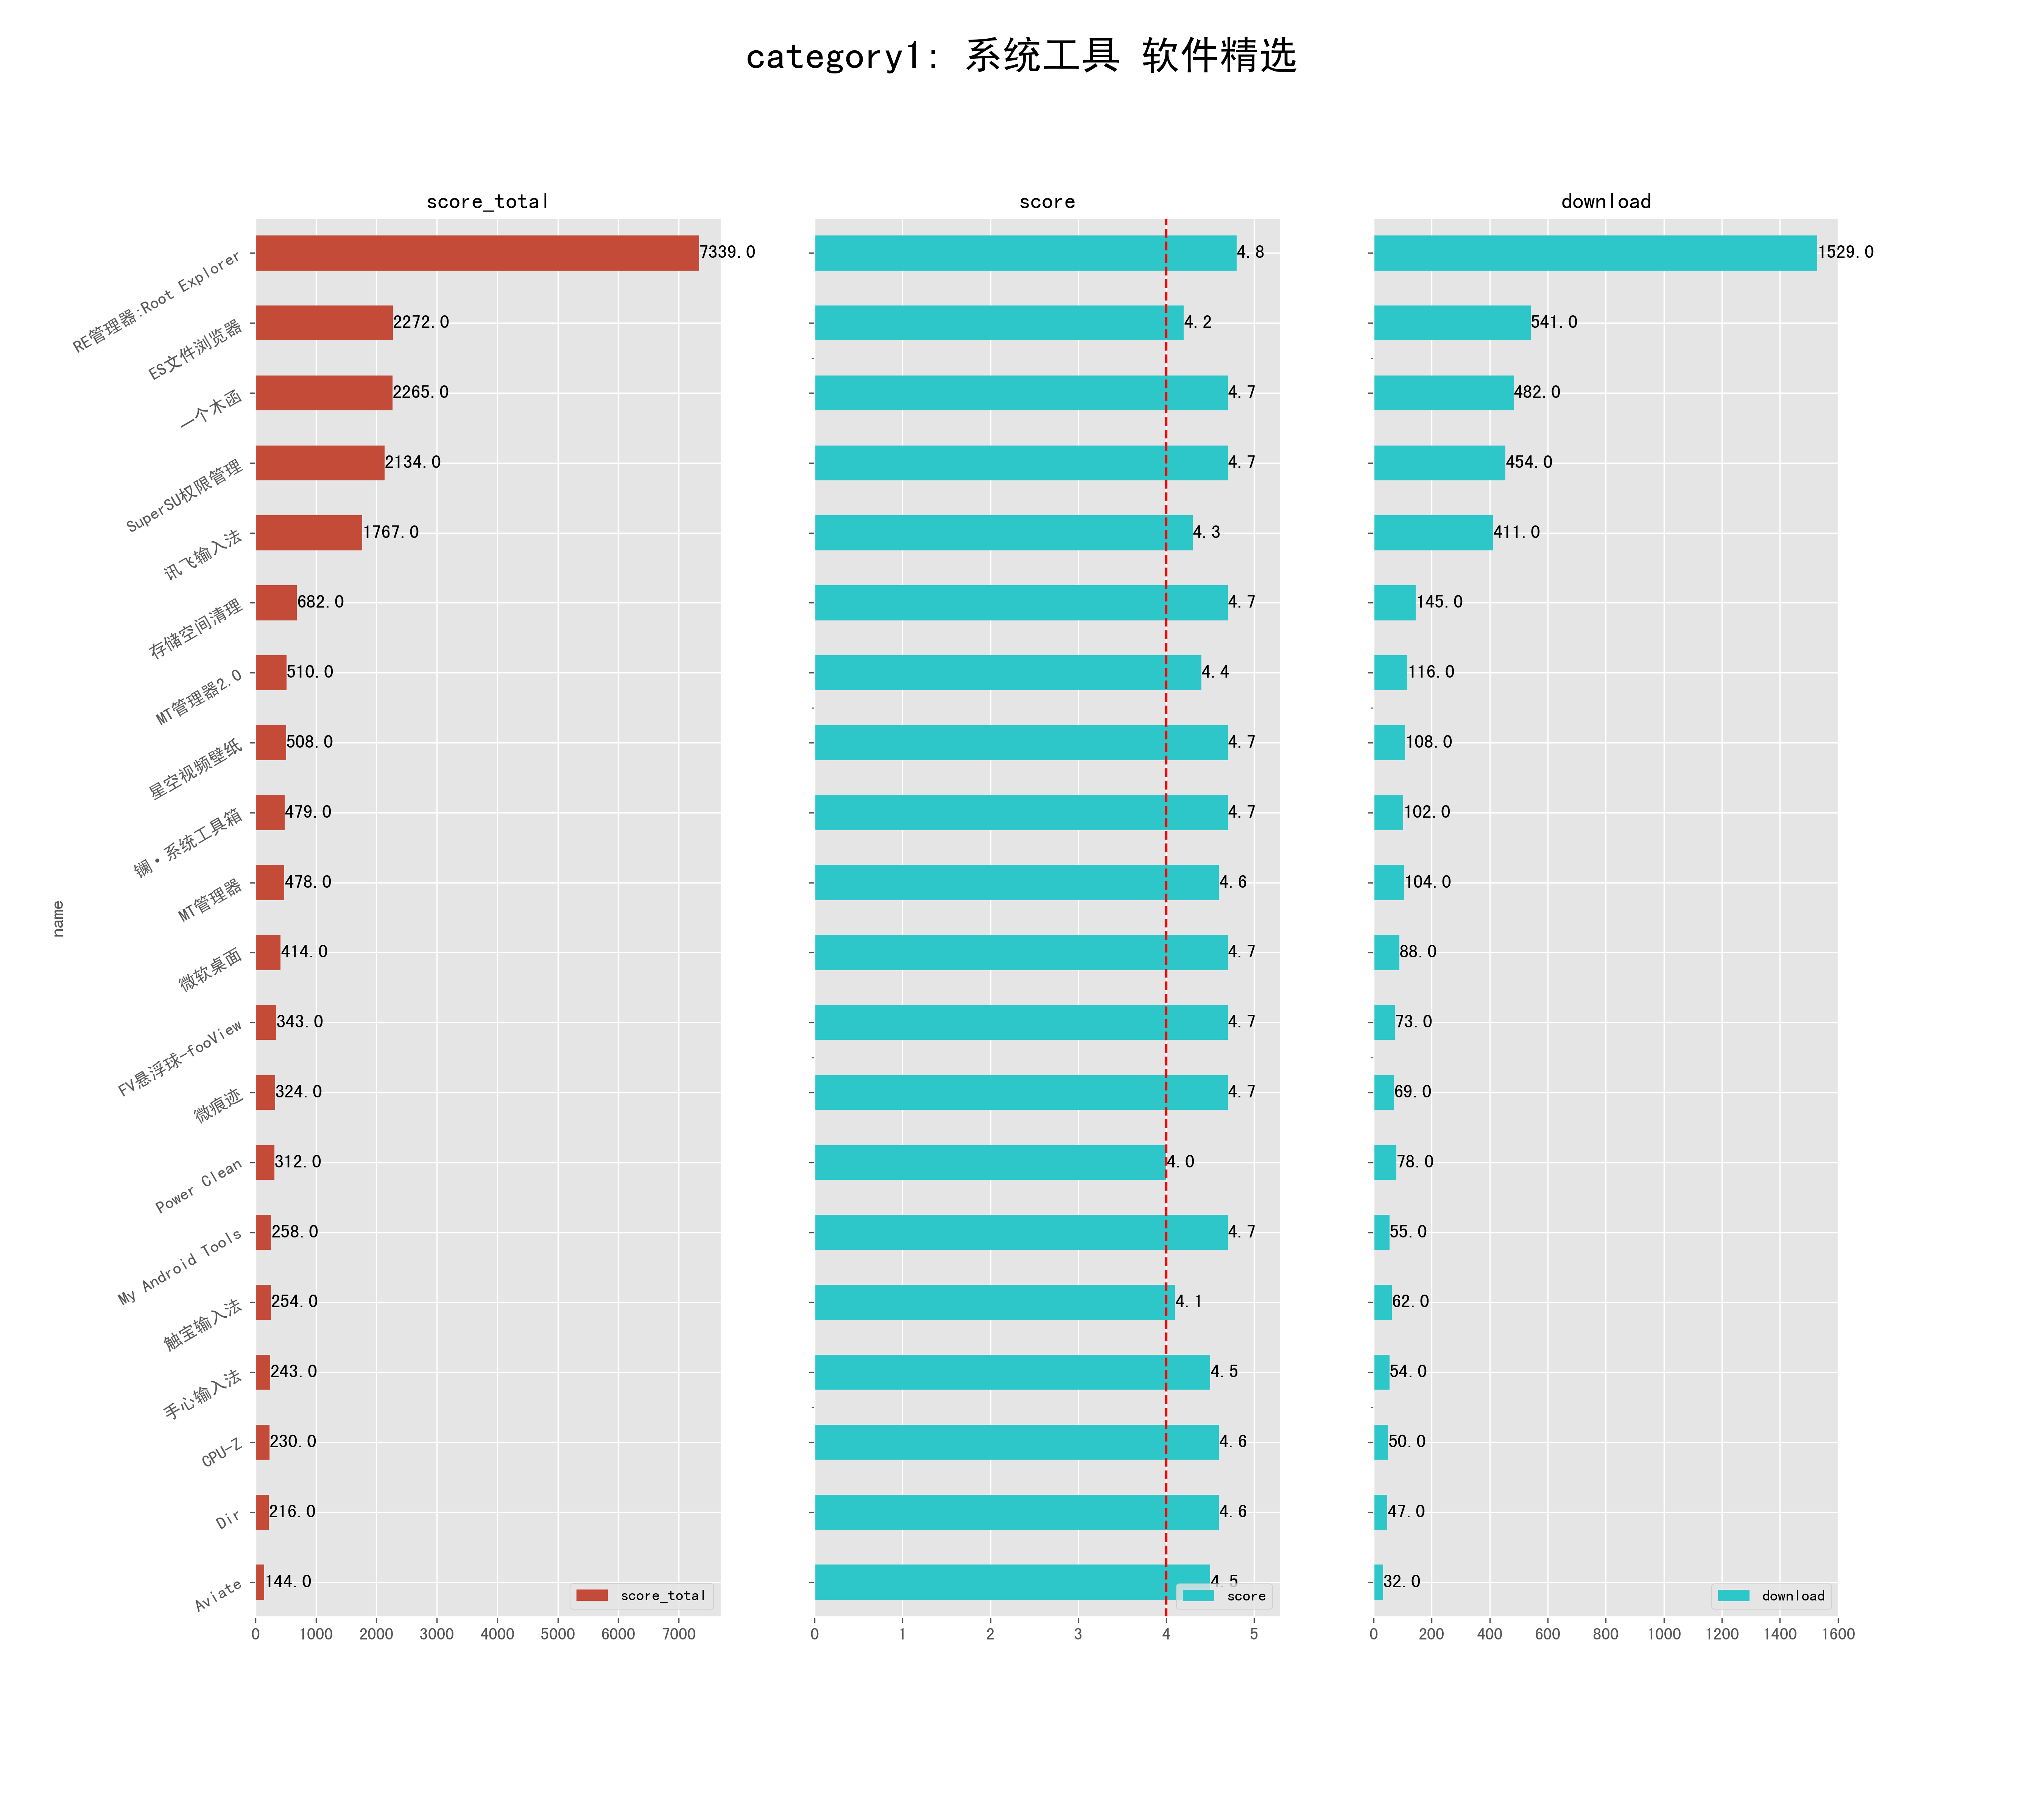 category1: 系统工具 软件精选
score_total
score
download
name
RE管理器:Root Explorer 7339.0 4.8 1529.0
ES文件浏览器 2272.0 4.2 541.0
一个木函 2265.0 4.7 482.0
SuperSU权限管理 2134.0 4.7 454.0
讯飞输入法 1767.0 4.3 411.0
存储空间清理 682.0 4.7 145.0
MT管理器2.0 510.0 4.4 116.0
星空视频壁纸 508.0 4.7 108.0
镧·系统工具箱 479.0 4.7 102.0
MT管理器 478.0 4.6 104.0
微软桌面 414.0 4.7 88.0
FV悬浮球-fooView 343.0 4.7 73.0
微痕迹 324.0 4.7 69.0
Power Clean 312.0 4.0 78.0
My Android Tools 258.0 4.7 55.0
触宝输入法 254.0 4.1 62.0
手心输入法 243.0 4.5 54.0
CPU-Z 230.0 4.6 50.0
Dir 216.0 4.6 47.0
Aviate 144.0 4.5 32.0
score_total
score
download
0 1000 2000 3000 4000 5000 6000 7000
0 1 2 3 4 5
0 200 400 600 800 1000 1200 1400 1600